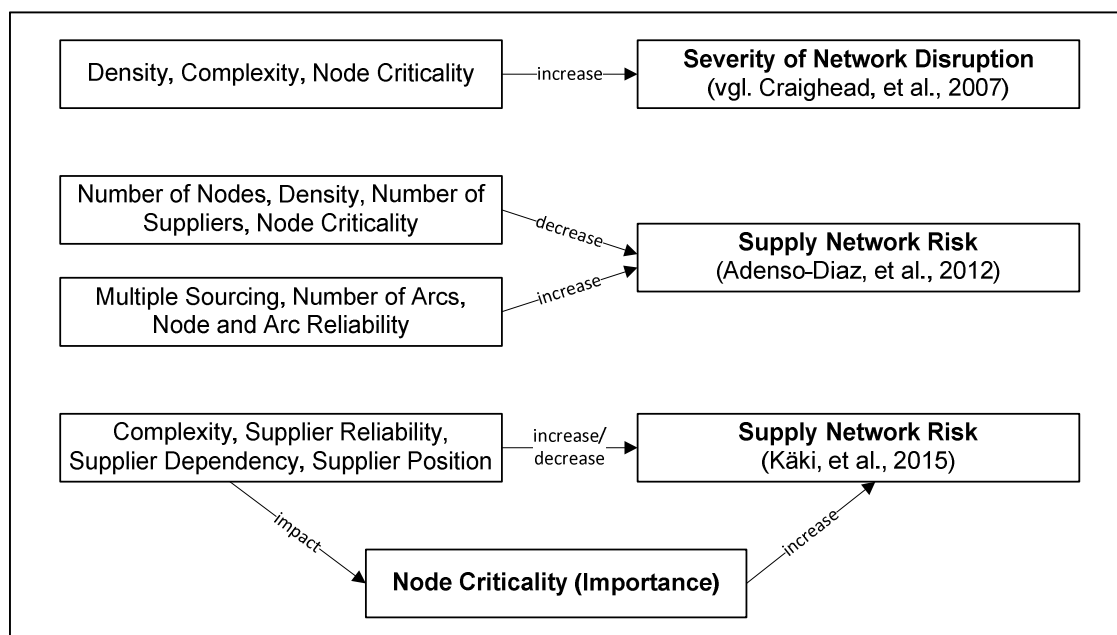 Density, Complexity, Node Criticality
increase
Severity of Network Disruption
(vgl. Craighead, et al., 2007)
Number of Nodes, Density, Number of
Suppliers, Node Criticality
decrease
Supply Network Risk
(Adenso-Diaz, et al., 2012)
Multiple Sourcing, Number of Arcs,
Node and Arc Reliability
increase
Complexity, Supplier Reliability,
Supplier Dependency, Supplier Position
increase/
decrease
Supply Network Risk
(Käki, et al., 2015)
impact
increase
Node Criticality (Importance)